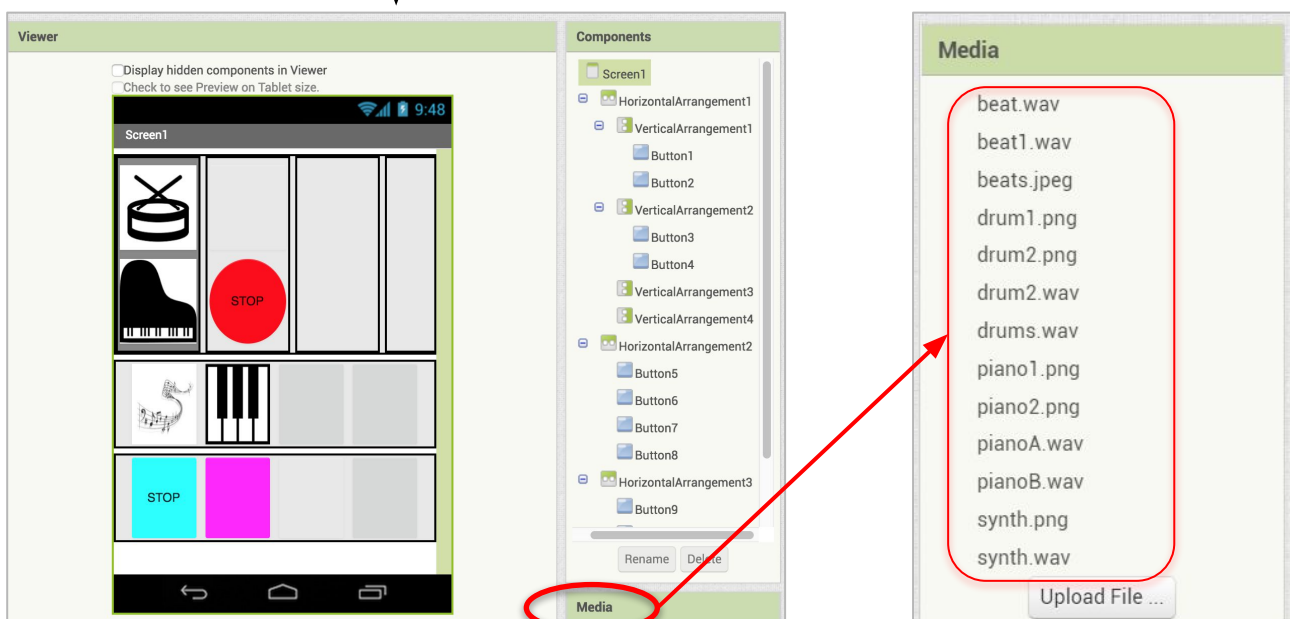 Viewer
Display hidden components in Viewer
Check to see Preview on Tablet size.
9:48
Screen1
STOP
STOP
Components
Screen1
HorizontalArrangement1
VerticalArrangement1
Button1
Button2
VerticalArrangement2
Button3
Button4
VerticalArrangement3
VerticalArrangement4
HorizontalArrangement2
Button5
Button6
Button7
Button8
HorizontalArrangement3
Button9
Rename Delete
Media
Media
beat.wav
beat1.wav
beats.jpeg
drum1.png
drum2.png
drum2.wav
drums.wav
piano1.png
piano2.png
pianoA.wav
pianoB.wav
synth.png
synth.wav
Upload File ...